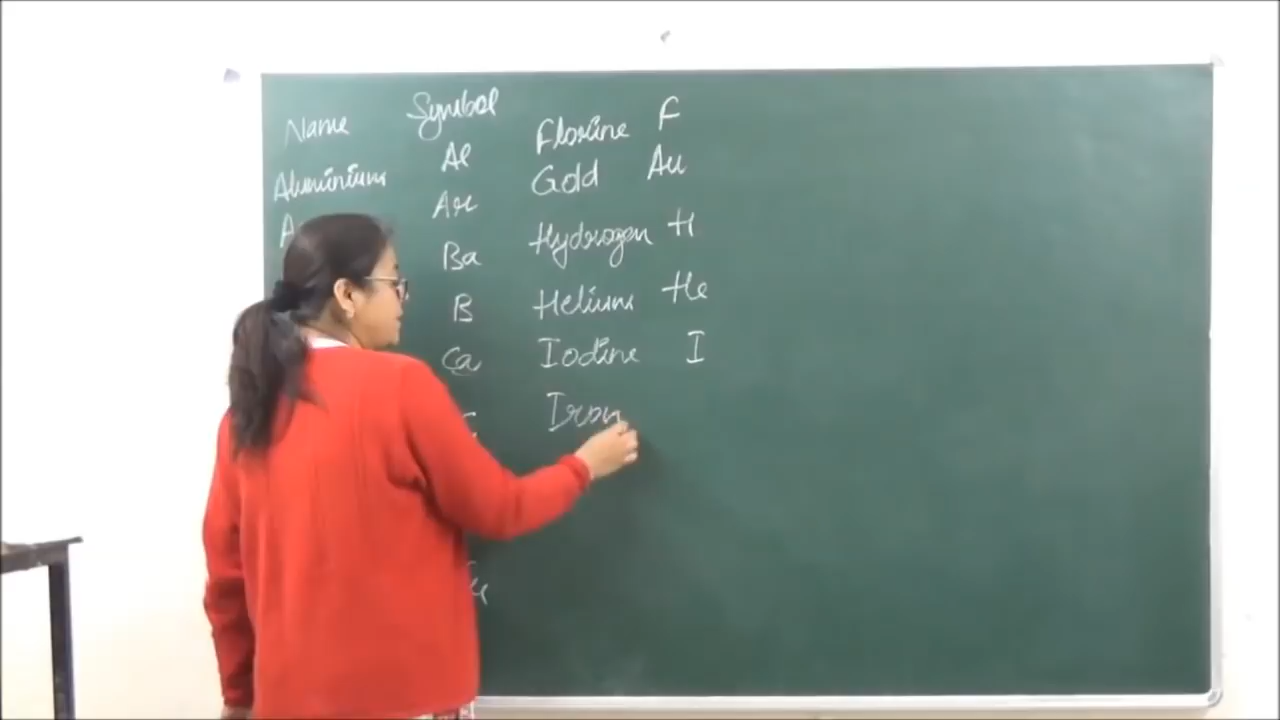 Name Symbol
Aluminium Al
Ar
Ba
B
Ca
Florine F
Gold Au
Hydrogen H
Helium He
Iodine I
Iron